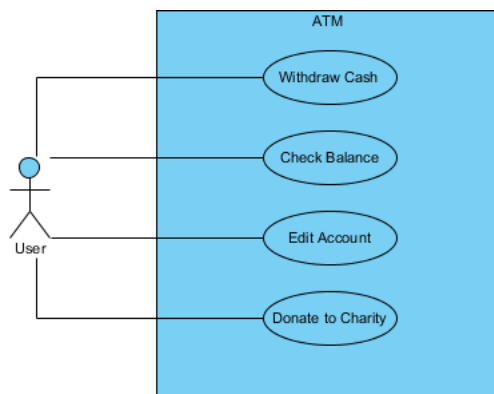 ATM
Withdraw Cash
Check Balance
Edit Account
User
Donate to Charity